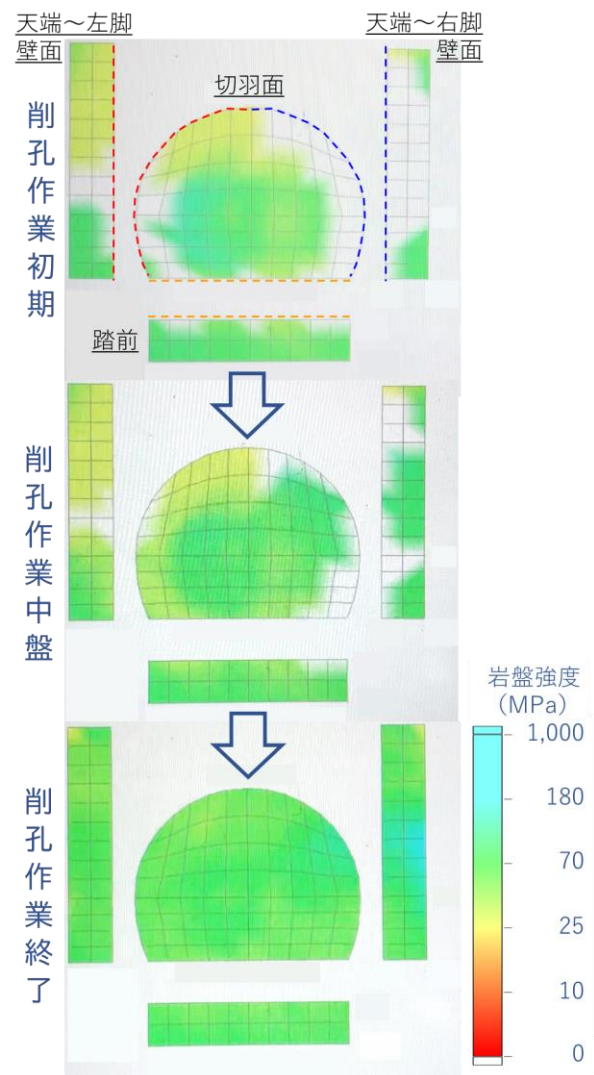 天端～左脚
壁面
天端～右脚
壁面
切羽面
削孔作業初期
踏前
削孔作業中盤
岩盤強度
（MPa）
1,000
180
70
25
10
0
削孔作業終了